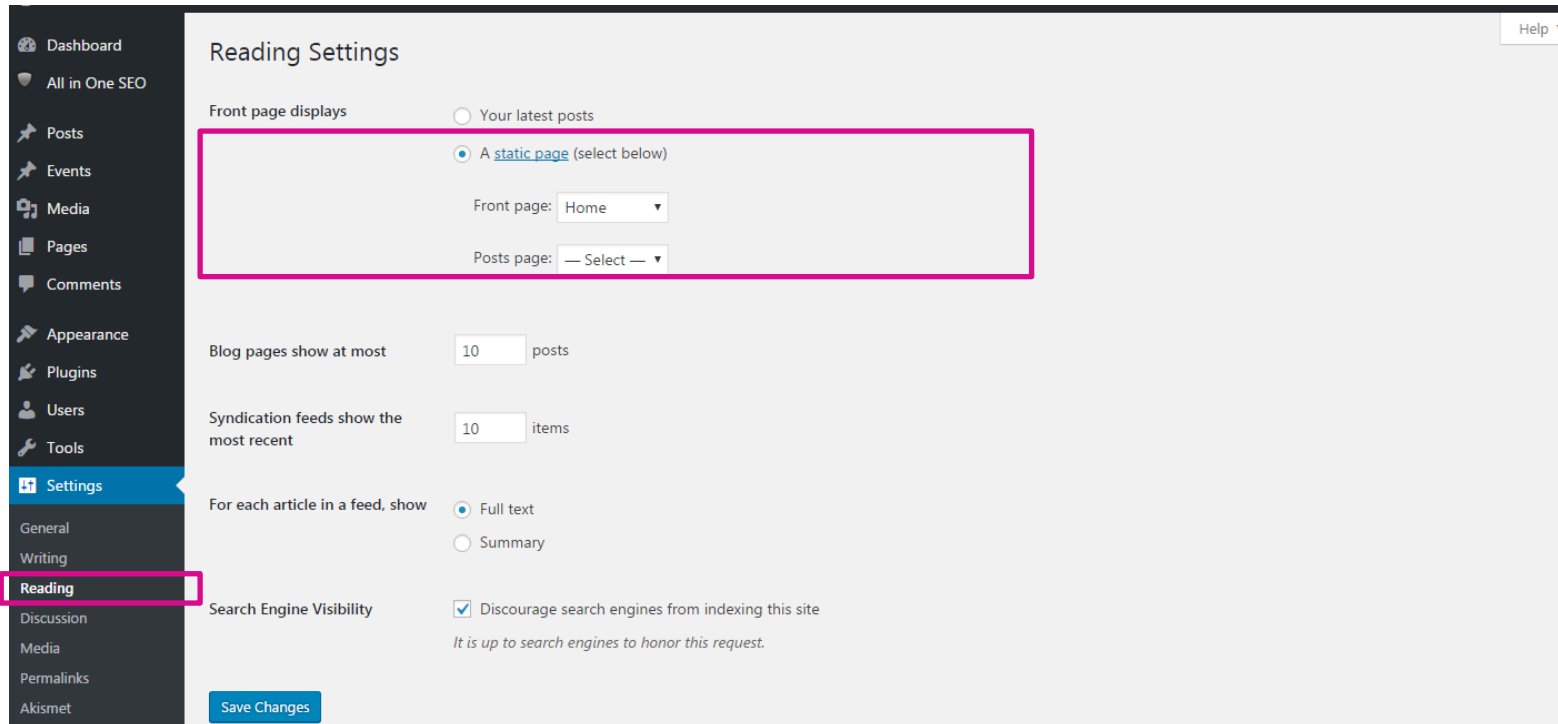 Dashboard
All in One SEO
Posts
Events
Media
Pages
Comments
Appearance
Plugins
Users
Tools
Settings
General
Writing
Reading
Discussion
Media
Permalinks
Akismet
Help
Reading Settings
Front page displays
Your latest posts
A static page (select below)
Front page: Home
Posts page: — Select —
Blog pages show at most 10 posts
Syndication feeds show the
most recent 10 items
For each article in a feed, show
Full text
Summary
Search Engine Visibility
Discourage search engines from indexing this site
It is up to search engines to honor this request.
Save Changes